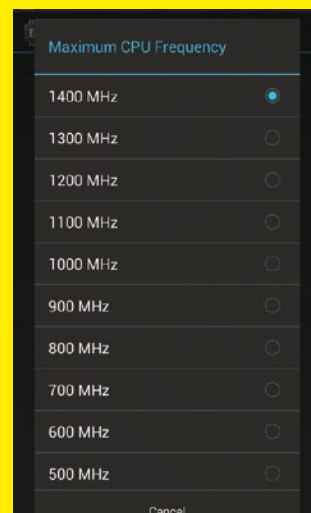 Maximum CPU Frequency
1400 MHz
1300 MHz
1200 MHz
1100 MHz
1000 MHz
900 MHz
800 MHz
700 MHz
600 MHz
500 MHz
Cancel